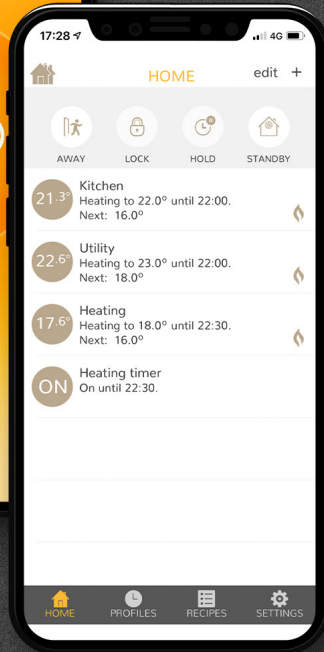 17:28 4G
HOME edit +
AWAY LOCK HOLD STANDBY
21.3° Kitchen
Heating to 22.0° until 22:00.
Next: 16.0°
22.6° Utility
Heating to 23.0° until 22:00.
Next: 18.0°
17.6° Heating
Heating to 18.0° until 22:30.
Next: 16.0°
ON Heating timer
On until 22:30.
HOME PROFILES RECIPES SETTINGS